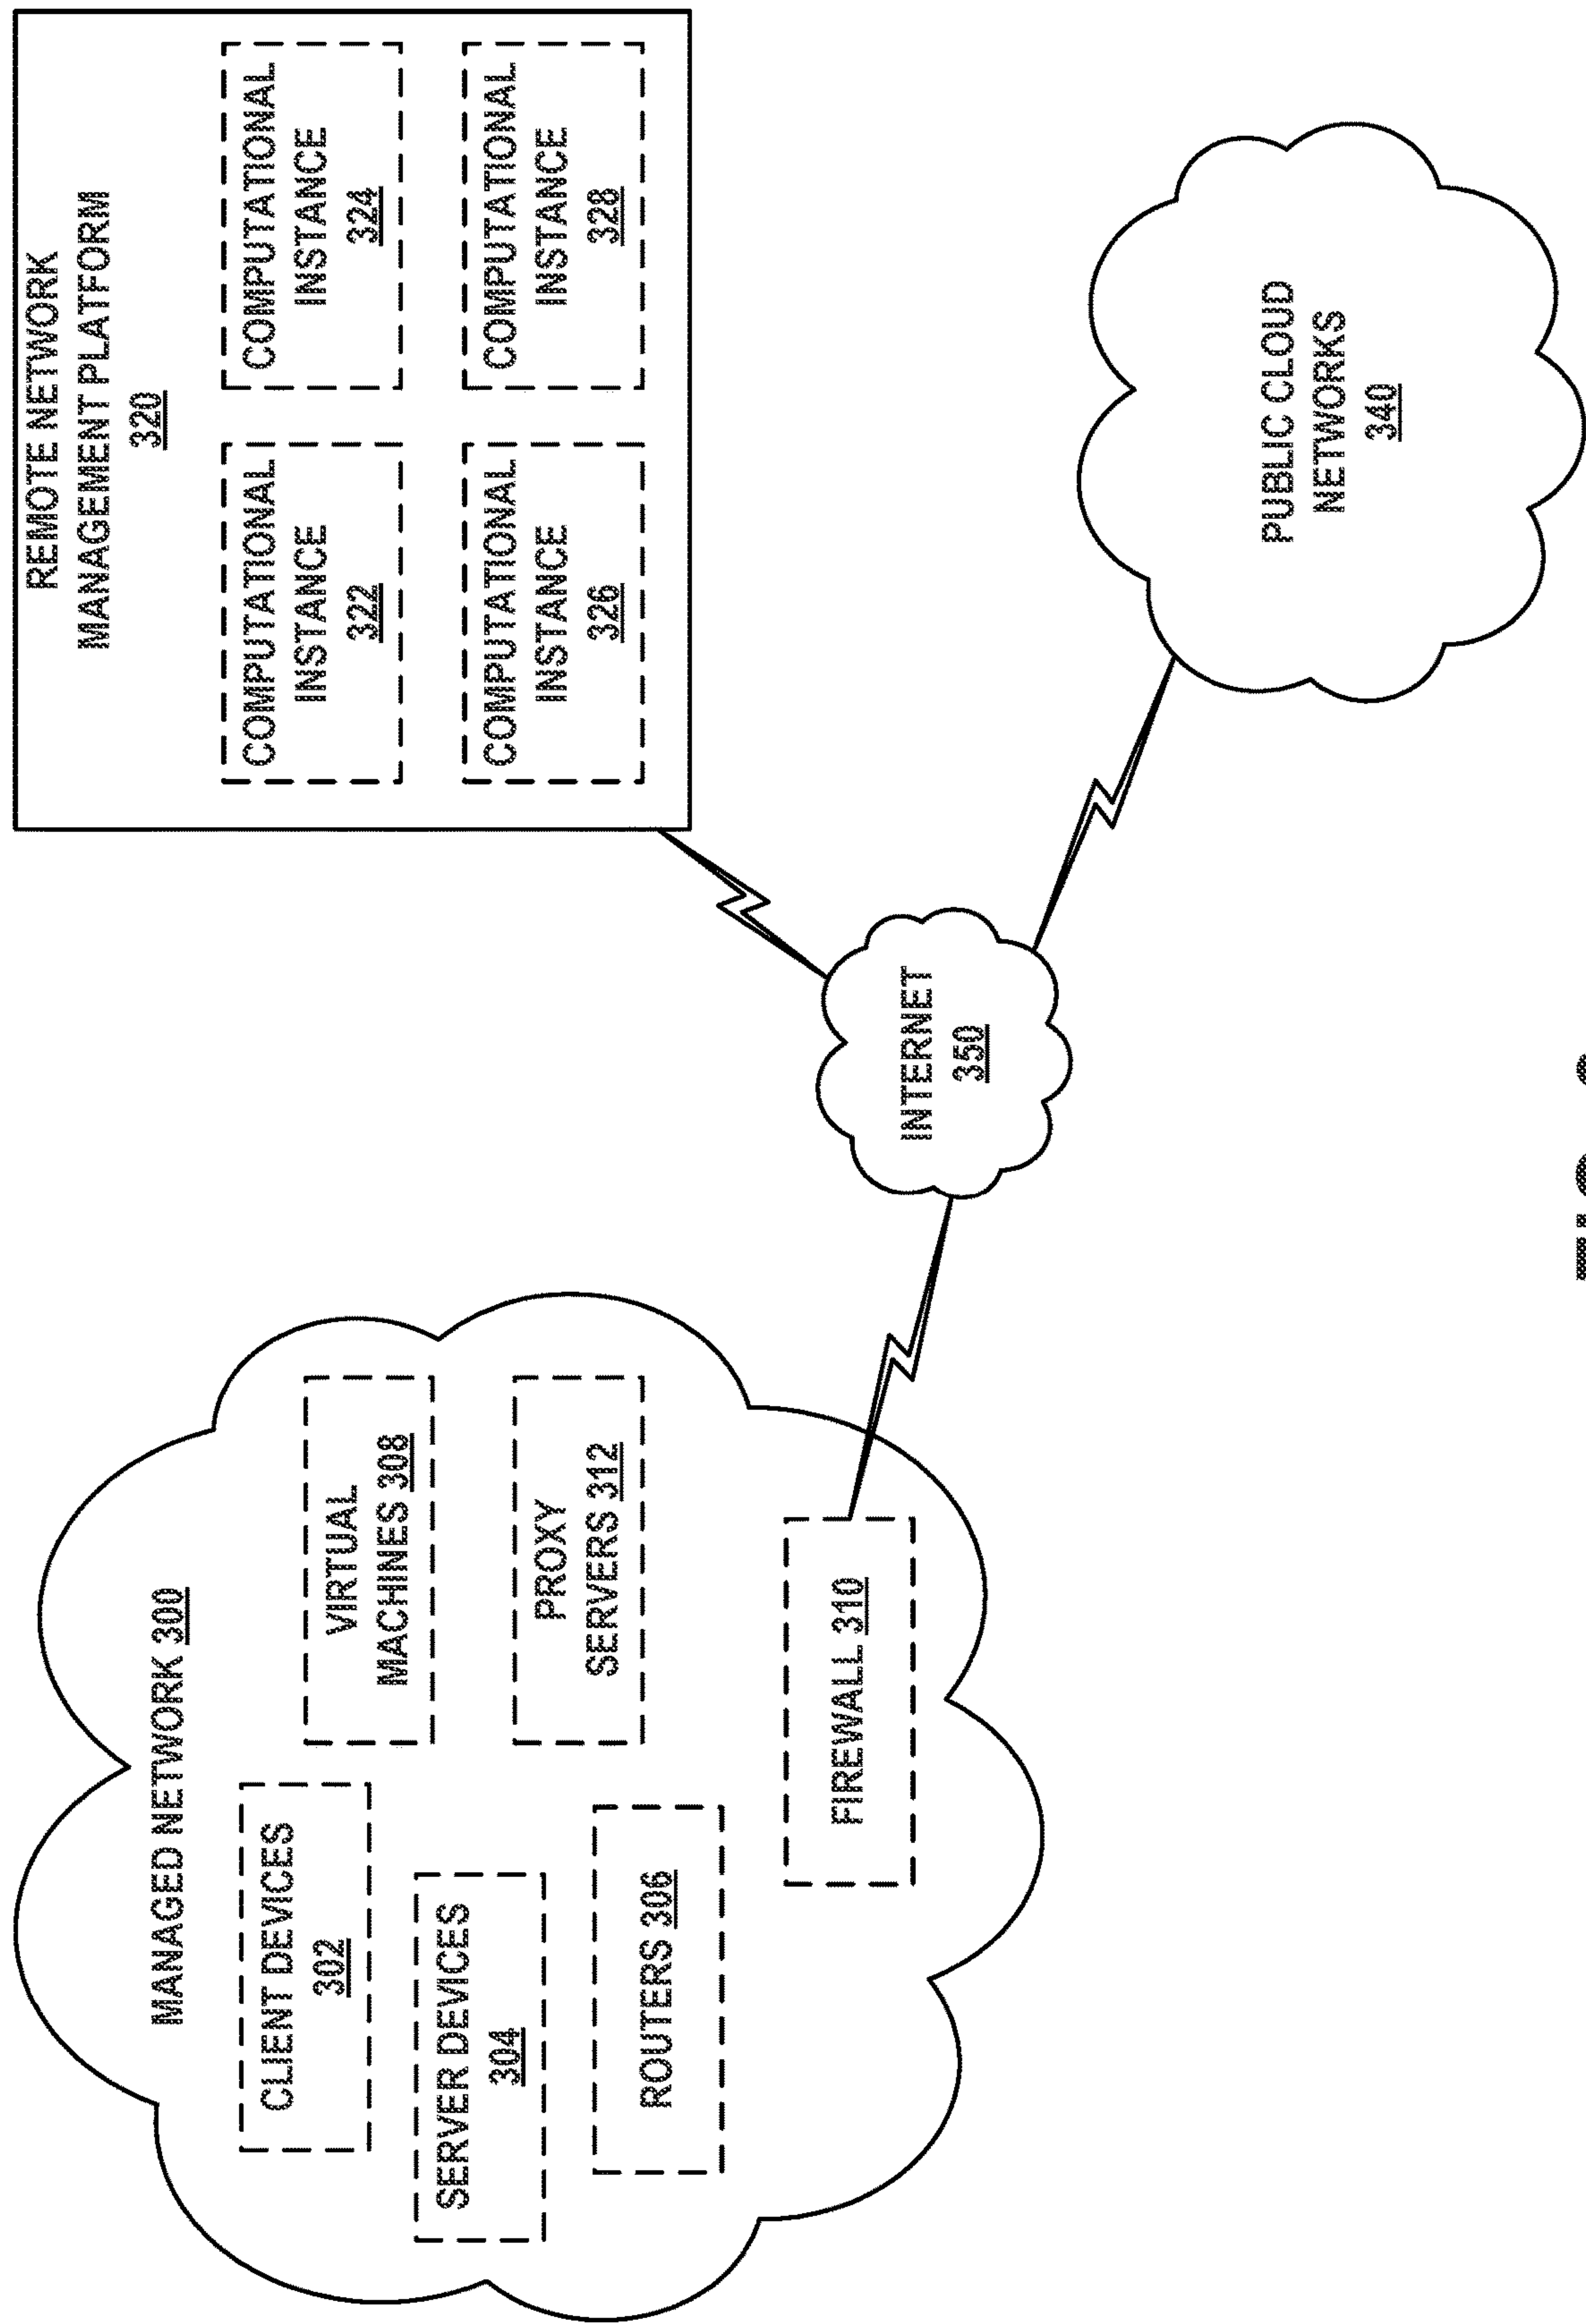 MANAGED NETWORK 300
CLIENT DEVICES
302
SERVER DEVICES
304
ROUTERS 306
VIRTUAL
MACHINES 308
PROXY
SERVERS 312
FIREWALL 310
INTERNET
350
REMOTE NETWORK
MANAGEMENT PLATFORM
320
COMPUTATIONAL
INSTANCE
322
COMPUTATIONAL
INSTANCE
324
COMPUTATIONAL
INSTANCE
326
COMPUTATIONAL
INSTANCE
328
PUBLIC CLOUD
NETWORKS
340